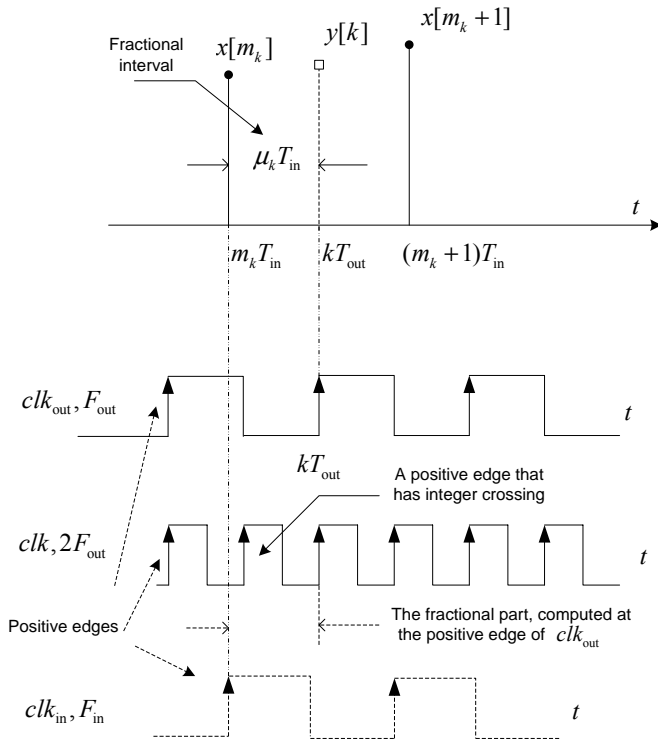 Fractional
interval
x[m_k]
y[k]
x[m_k + 1]
μ_k T_in
t
m_k T_in
kT_out
(m_k + 1)T_in
clk_out, F_out
t
kT_out
A positive edge that
has integer crossing
clk, 2F_out
t
Positive edges
The fractional part, computed at
the positive edge of clk_out
clk_in, F_in
t